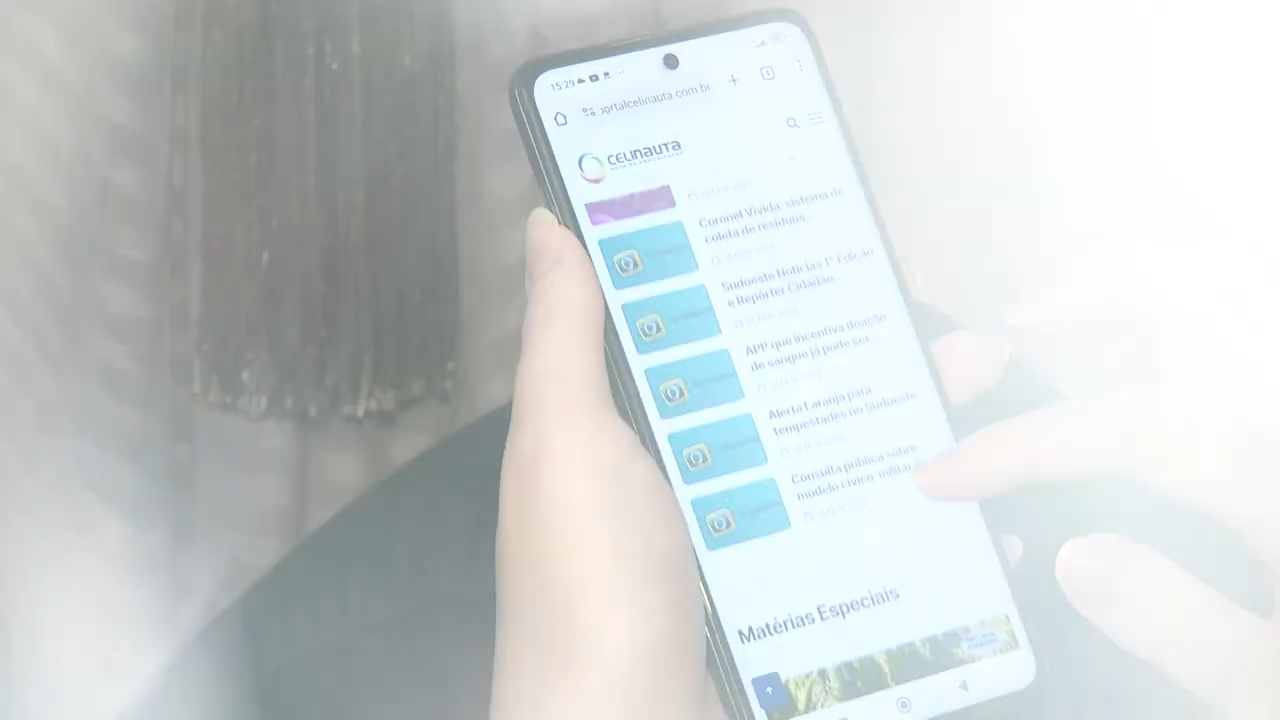 15:29
portalcelinauta.com.br
CELINAUTA
Coronel Vivida: sistema de
coleta de resíduos...
Sudoeste Notícias 1ª Edição
e Repórter Cidadão...
APP que incentiva doação
de sangue já pode ser...
Alerta Laranja para
tempestades no Sudoeste
Consulta pública sobre
modelo cívico-militar
Matérias Especiais